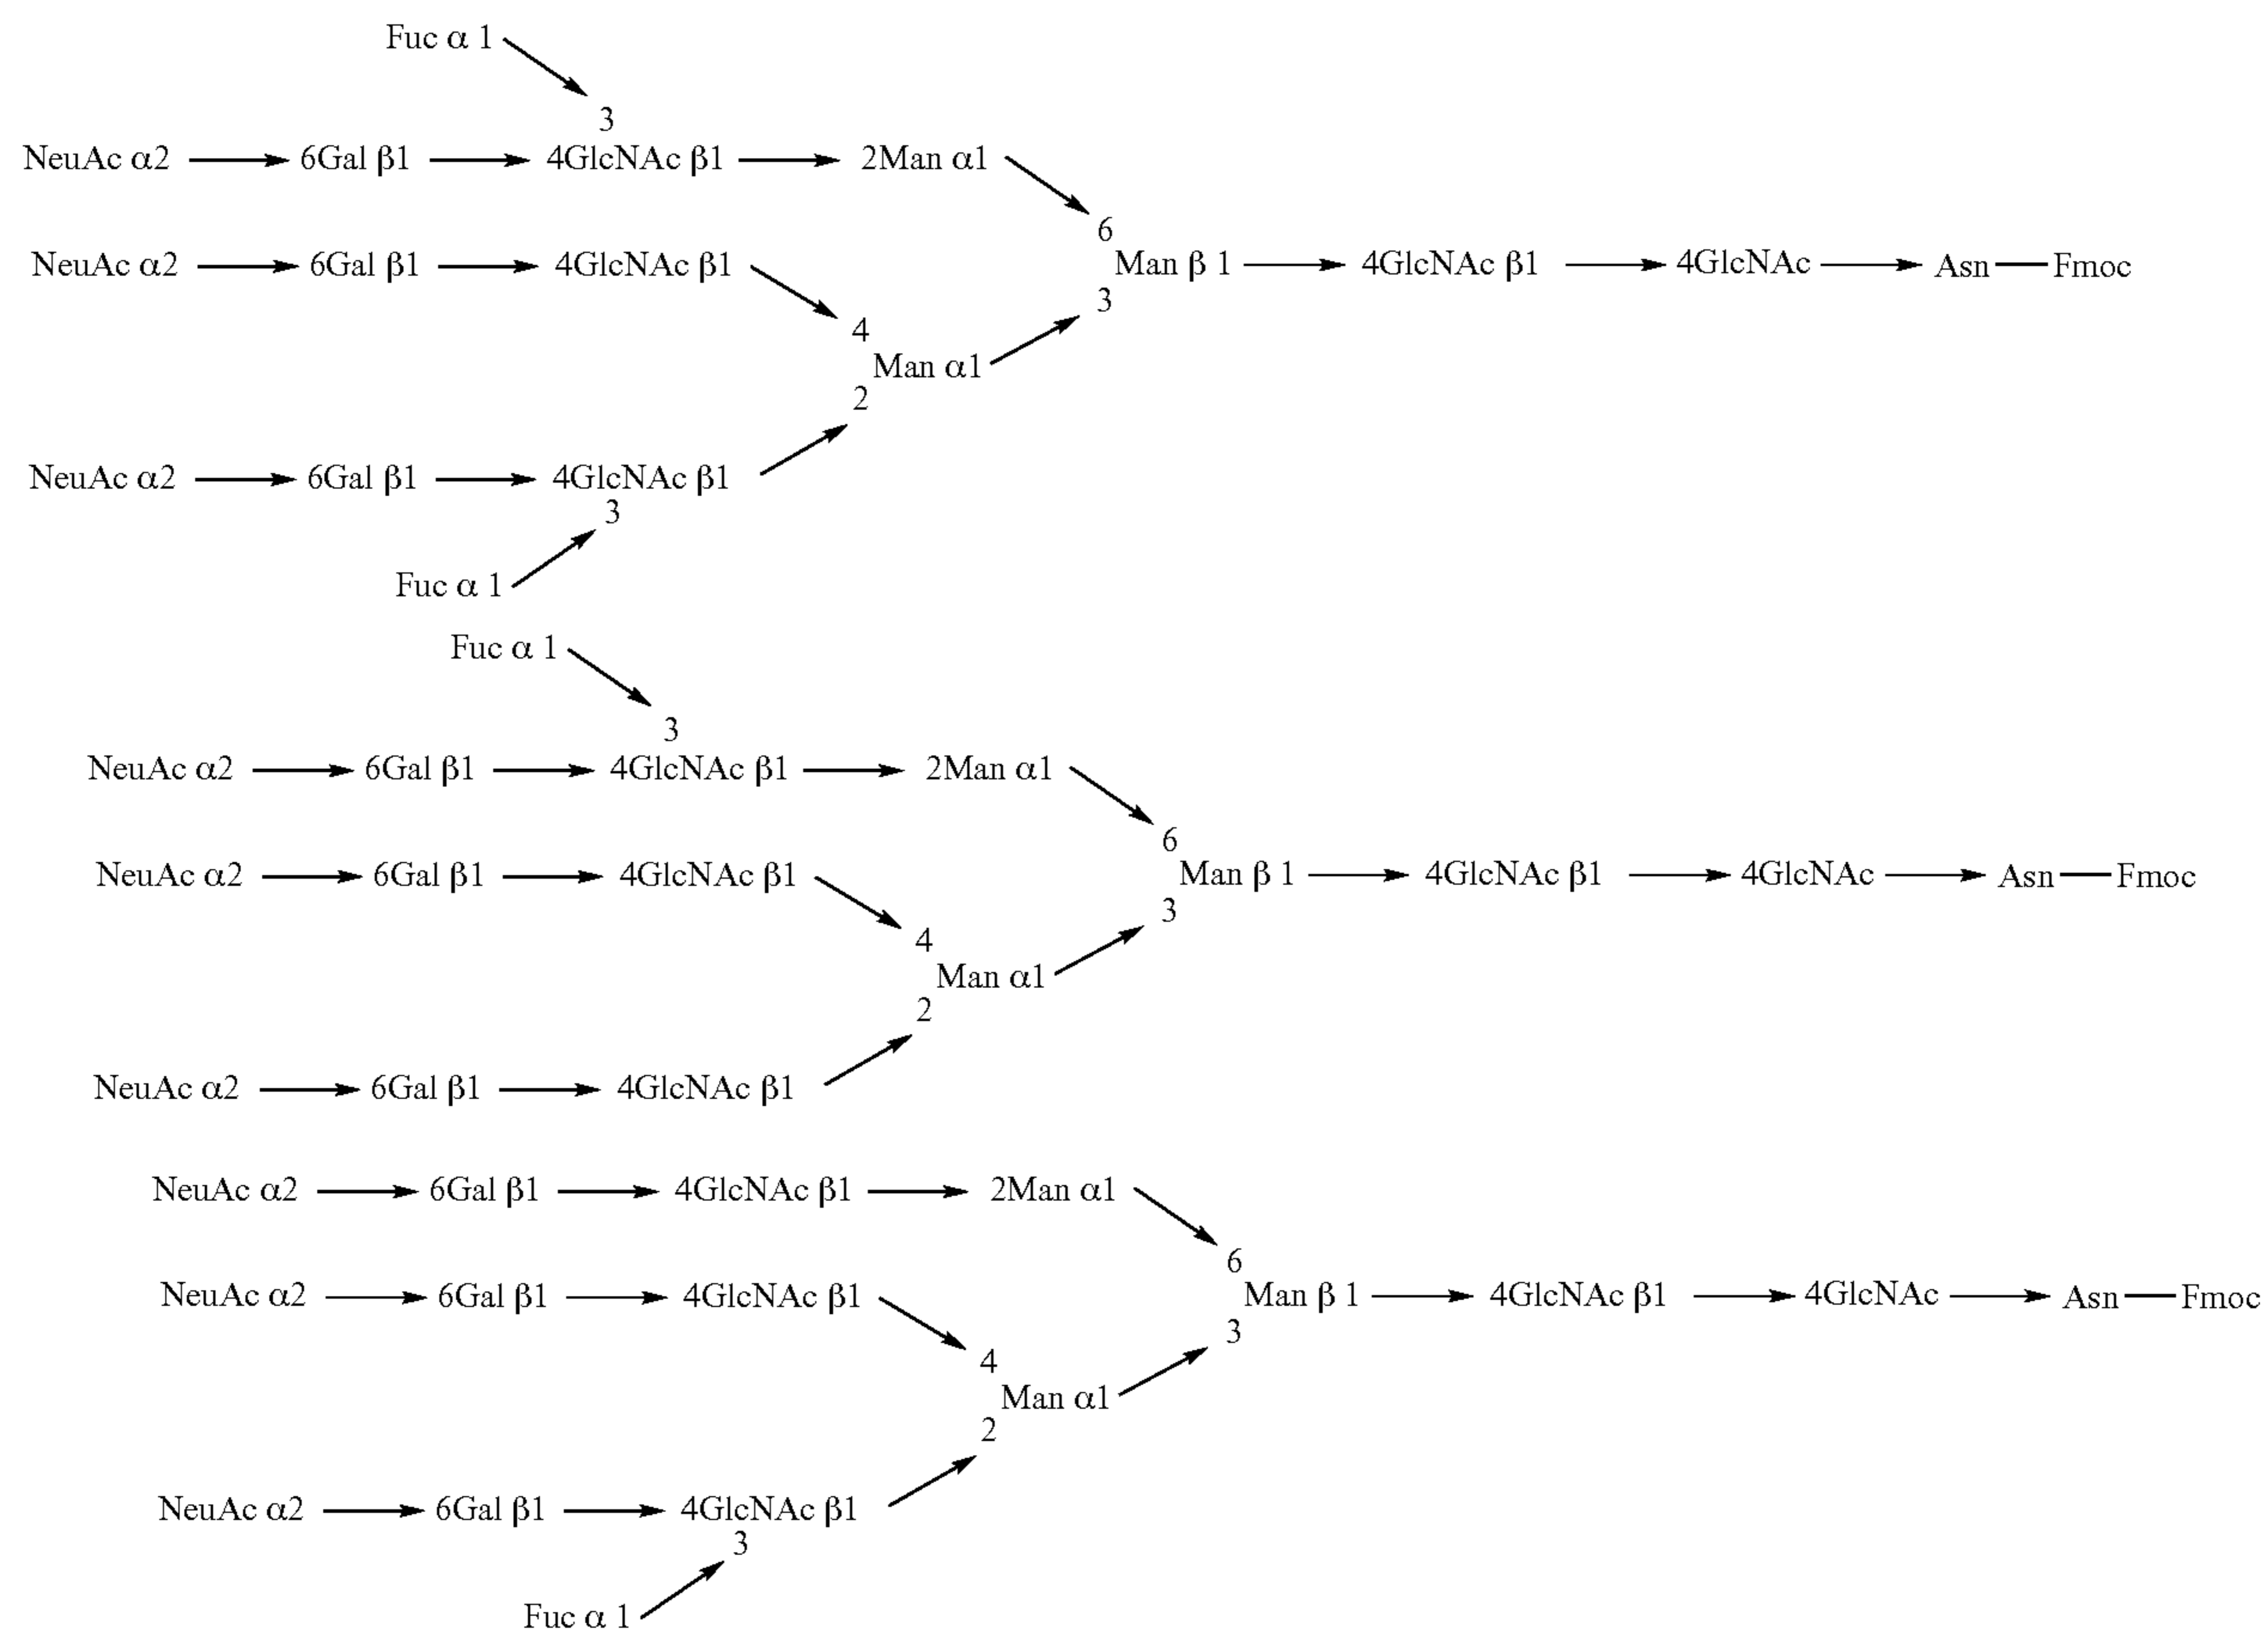 Fuc α 1
3
NeuAc α2 6Gal β1 4GlcNAc β1 2Man α1
6
NeuAc α2 6Gal β1 4GlcNAc β1 Man β 1 4GlcNAc β1 4GlcNAc Asn Fmoc
3
4
Man α1
2
NeuAc α2 6Gal β1 4GlcNAc β1
3
Fuc α 1
Fuc α 1
3
NeuAc α2 6Gal β1 4GlcNAc β1 2Man α1
6
NeuAc α2 6Gal β1 4GlcNAc β1 Man β 1 4GlcNAc β1 4GlcNAc Asn Fmoc
3
4
Man α1
2
NeuAc α2 6Gal β1 4GlcNAc β1
NeuAc α2 6Gal β1 4GlcNAc β1 2Man α1
6
NeuAc α2 6Gal β1 4GlcNAc β1 Man β 1 4GlcNAc β1 4GlcNAc Asn Fmoc
3
4
Man α1
2
NeuAc α2 6Gal β1 4GlcNAc β1
3
Fuc α 1